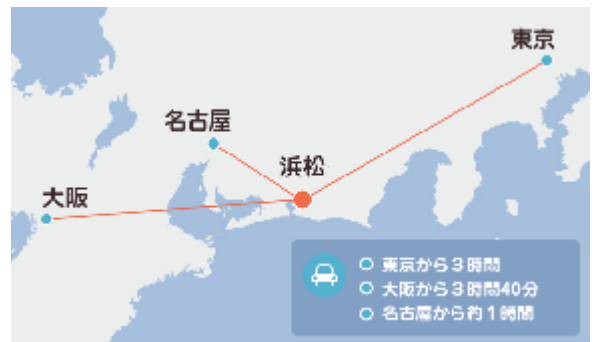 東京
名古屋
浜松
大阪
東京から3時間
大阪から3時間40分
名古屋から約1時間